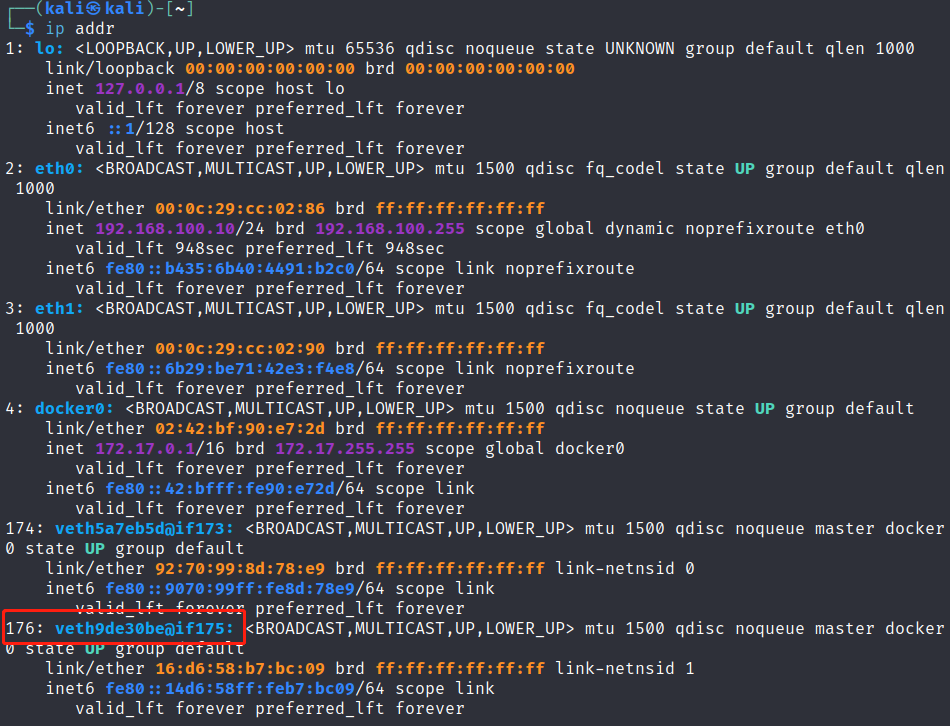 ┌──(kali㉿kali)-[~]
└─$ ip addr
1: lo: <LOOPBACK,UP,LOWER_UP> mtu 65536 qdisc noqueue state UNKNOWN group default qlen 1000
    link/loopback 00:00:00:00:00:00 brd 00:00:00:00:00:00
    inet 127.0.0.1/8 scope host lo
       valid_lft forever preferred_lft forever
    inet6 ::1/128 scope host
       valid_lft forever preferred_lft forever
2: eth0: <BROADCAST,MULTICAST,UP,LOWER_UP> mtu 1500 qdisc fq_codel state UP group default qlen
 1000
    link/ether 00:0c:29:cc:02:86 brd ff:ff:ff:ff:ff:ff
    inet 192.168.100.10/24 brd 192.168.100.255 scope global dynamic noprefixroute eth0
       valid_lft 948sec preferred_lft 948sec
    inet6 fe80::b435:6b40:4491:b2c0/64 scope link noprefixroute
       valid_lft forever preferred_lft forever
3: eth1: <BROADCAST,MULTICAST,UP,LOWER_UP> mtu 1500 qdisc fq_codel state UP group default qlen
 1000
    link/ether 00:0c:29:cc:02:90 brd ff:ff:ff:ff:ff:ff
    inet6 fe80::6b29:be71:42e3:f4e8/64 scope link noprefixroute
       valid_lft forever preferred_lft forever
4: docker0: <BROADCAST,MULTICAST,UP,LOWER_UP> mtu 1500 qdisc noqueue state UP group default
    link/ether 02:42:bf:90:e7:2d brd ff:ff:ff:ff:ff:ff
    inet 172.17.0.1/16 brd 172.17.255.255 scope global docker0
       valid_lft forever preferred_lft forever
    inet6 fe80::42:bfff:fe90:e72d/64 scope link
       valid_lft forever preferred_lft forever
174: veth5a7eb5d@if173: <BROADCAST,MULTICAST,UP,LOWER_UP> mtu 1500 qdisc noqueue master docker
0 state UP group default
    link/ether 92:70:99:8d:78:e9 brd ff:ff:ff:ff:ff:ff link-netnsid 0
    inet6 fe80::9070:99ff:fe8d:78e9/64 scope link
       valid_lft forever preferred_lft forever
176: veth9de30be@if175: <BROADCAST,MULTICAST,UP,LOWER_UP> mtu 1500 qdisc noqueue master docker
0 state UP group default
    link/ether 16:d6:58:b7:bc:09 brd ff:ff:ff:ff:ff:ff link-netnsid 1
    inet6 fe80::14d6:58ff:feb7:bc09/64 scope link
       valid_lft forever preferred_lft forever